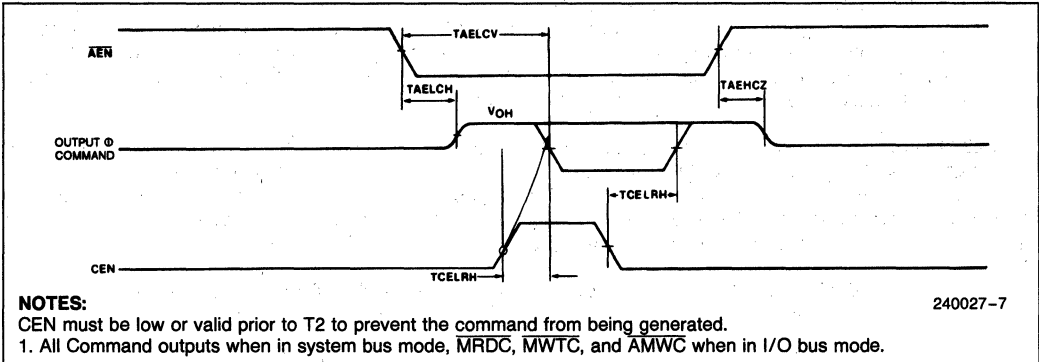 TAELCV
AEN
TAELCH
TAEHCZ
VOH
OUTPUT ①
COMMAND
TCELRH
CEN
TCELRH
NOTES:
240027-7
CEN must be low or valid prior to T2 to prevent the command from being generated.
1. All Command outputs when in system bus mode, MRDC, MWTC, and AMWC when in I/O bus mode.